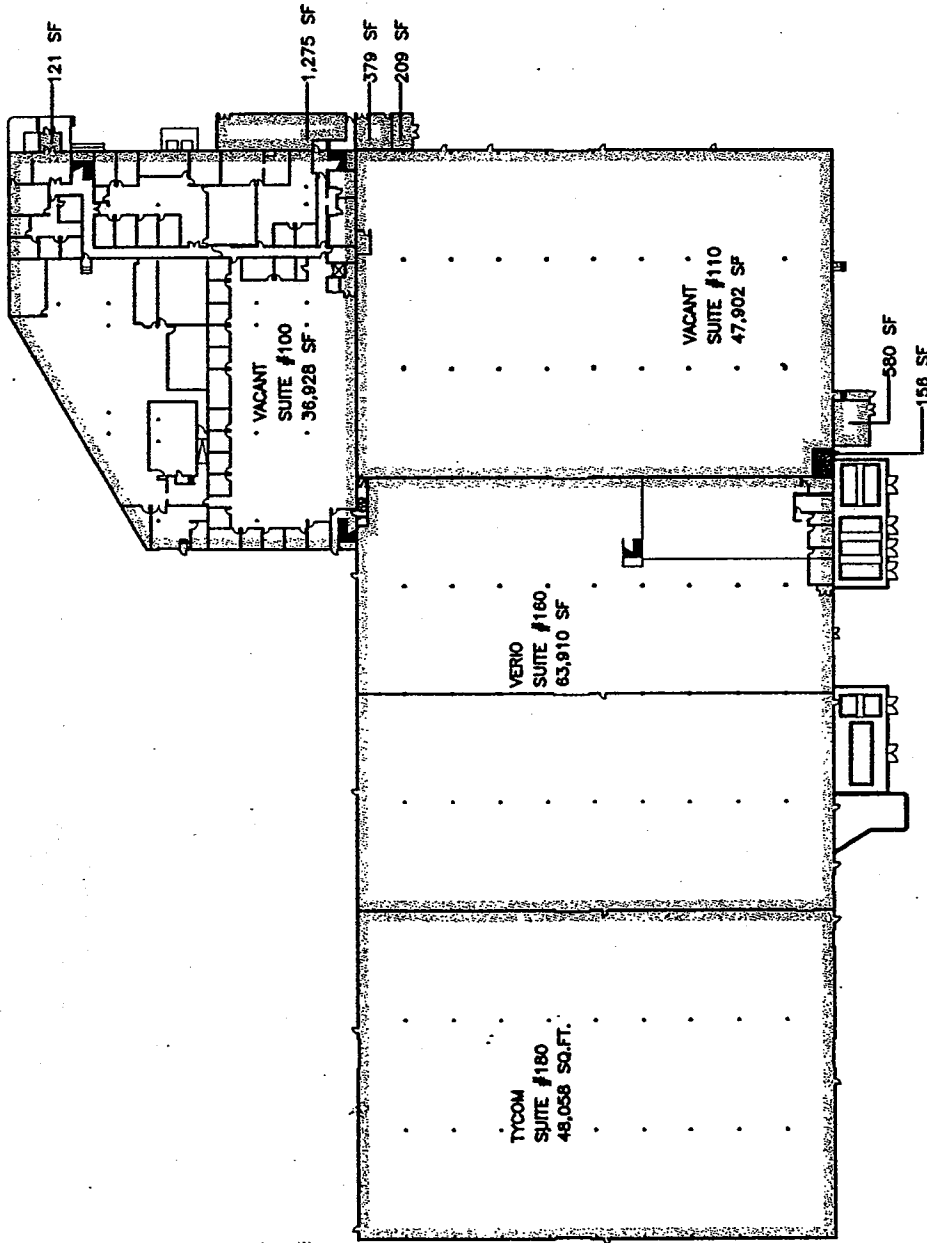 121 SF
1,275 SF
379 SF
209 SF
VACANT
SUITE #100
36,928 SF
VACANT
SUITE #110
47,902 SF
580 SF
158 SF
VERIO
SUITE #160
63,910 SF
TYCOM
SUITE #180
48,058 SQ.FT.